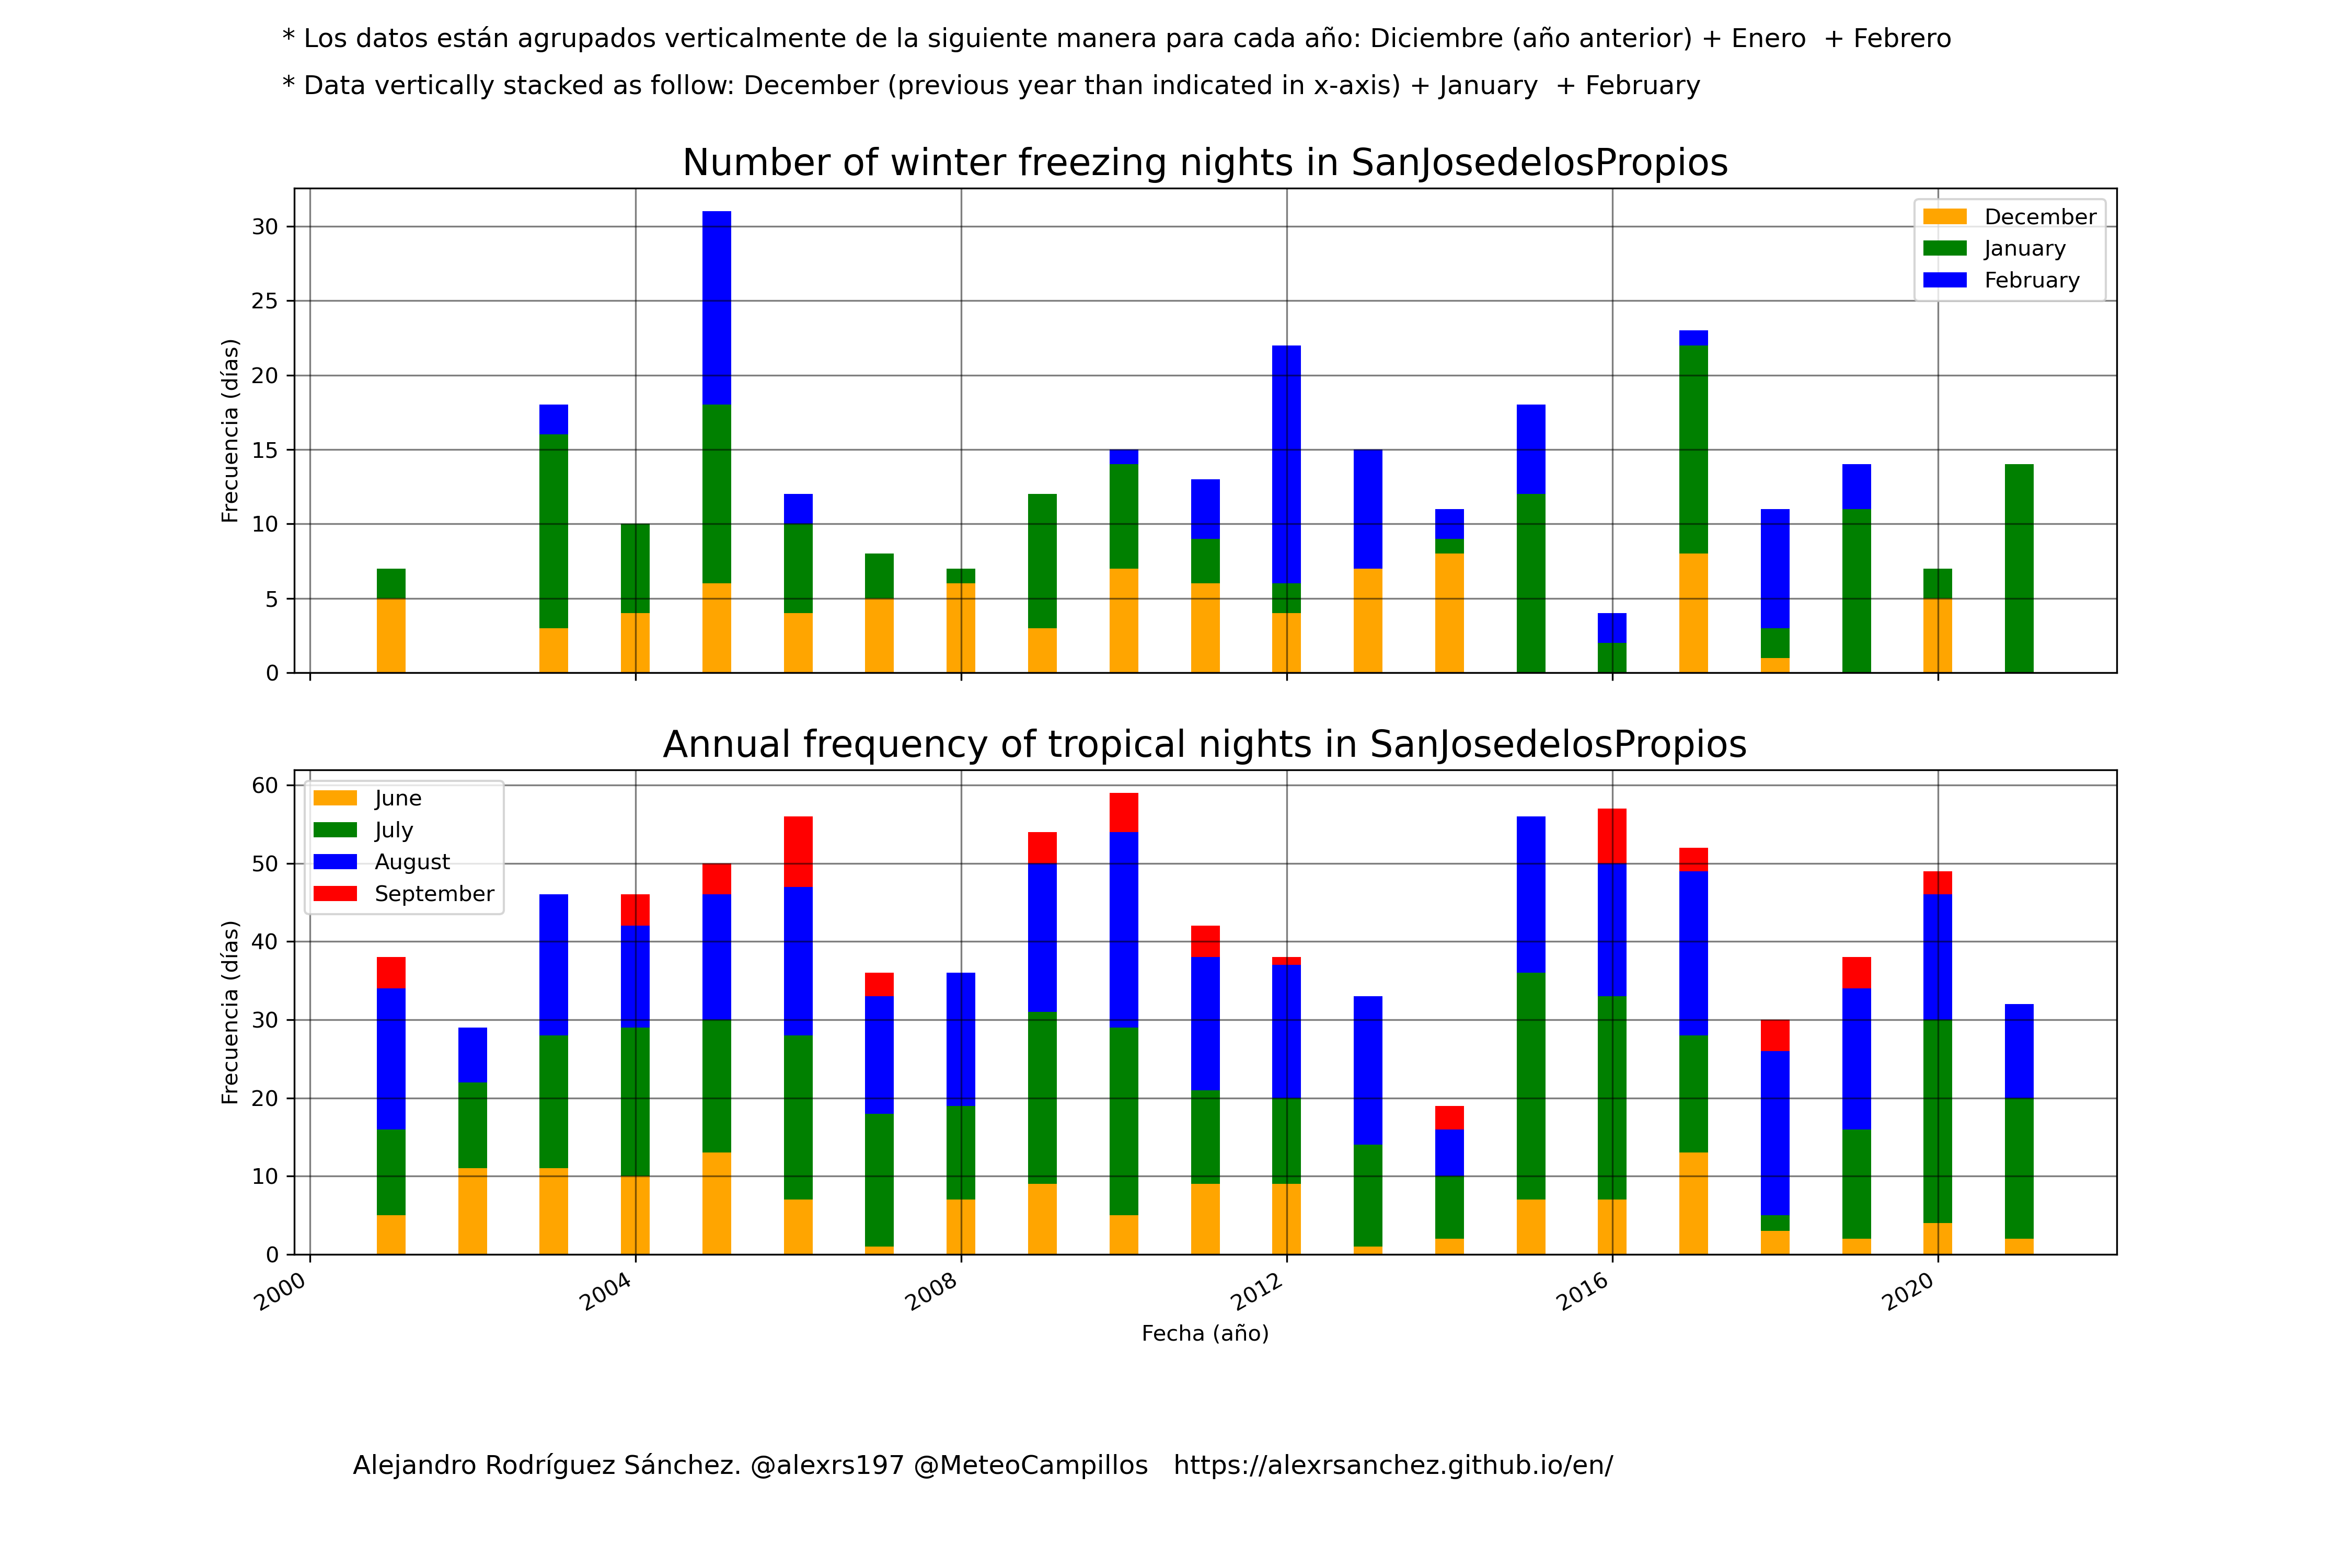 * Los datos están agrupados verticalmente de la siguiente manera para cada año: Diciembre (año anterior) + Enero  + Febrero
* Data vertically stacked as follow: December (previous year than indicated in x-axis) + January  + February
Number of winter freezing nights in SanJosedelosPropios
Frecuencia (días)
30
25
20
15
10
5
0
December
January
February
Annual frequency of tropical nights in SanJosedelosPropios
Frecuencia (días)
60
50
40
30
20
10
0
June
July
August
September
2000 2004 2008 2012 2016 2020
Fecha (año)
Alejandro Rodríguez Sánchez. @alexrs197 @MeteoCampillos   https://alexrsanchez.github.io/en/